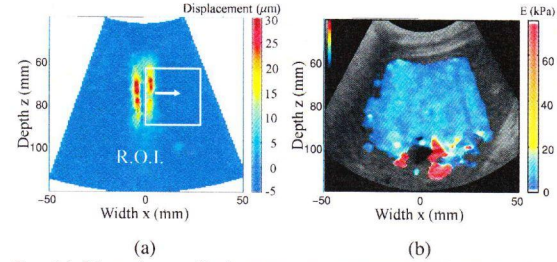 Displacement (μm)
30
25
20
15
10
5
0
-5
Depth z (mm)
60
80
100
R.O.I.
-50
0
50
Width x (mm)
(a)
E (kPa)
60
40
20
0
Depth z (mm)
60
80
100
-50
0
50
Width x (mm)
(b)